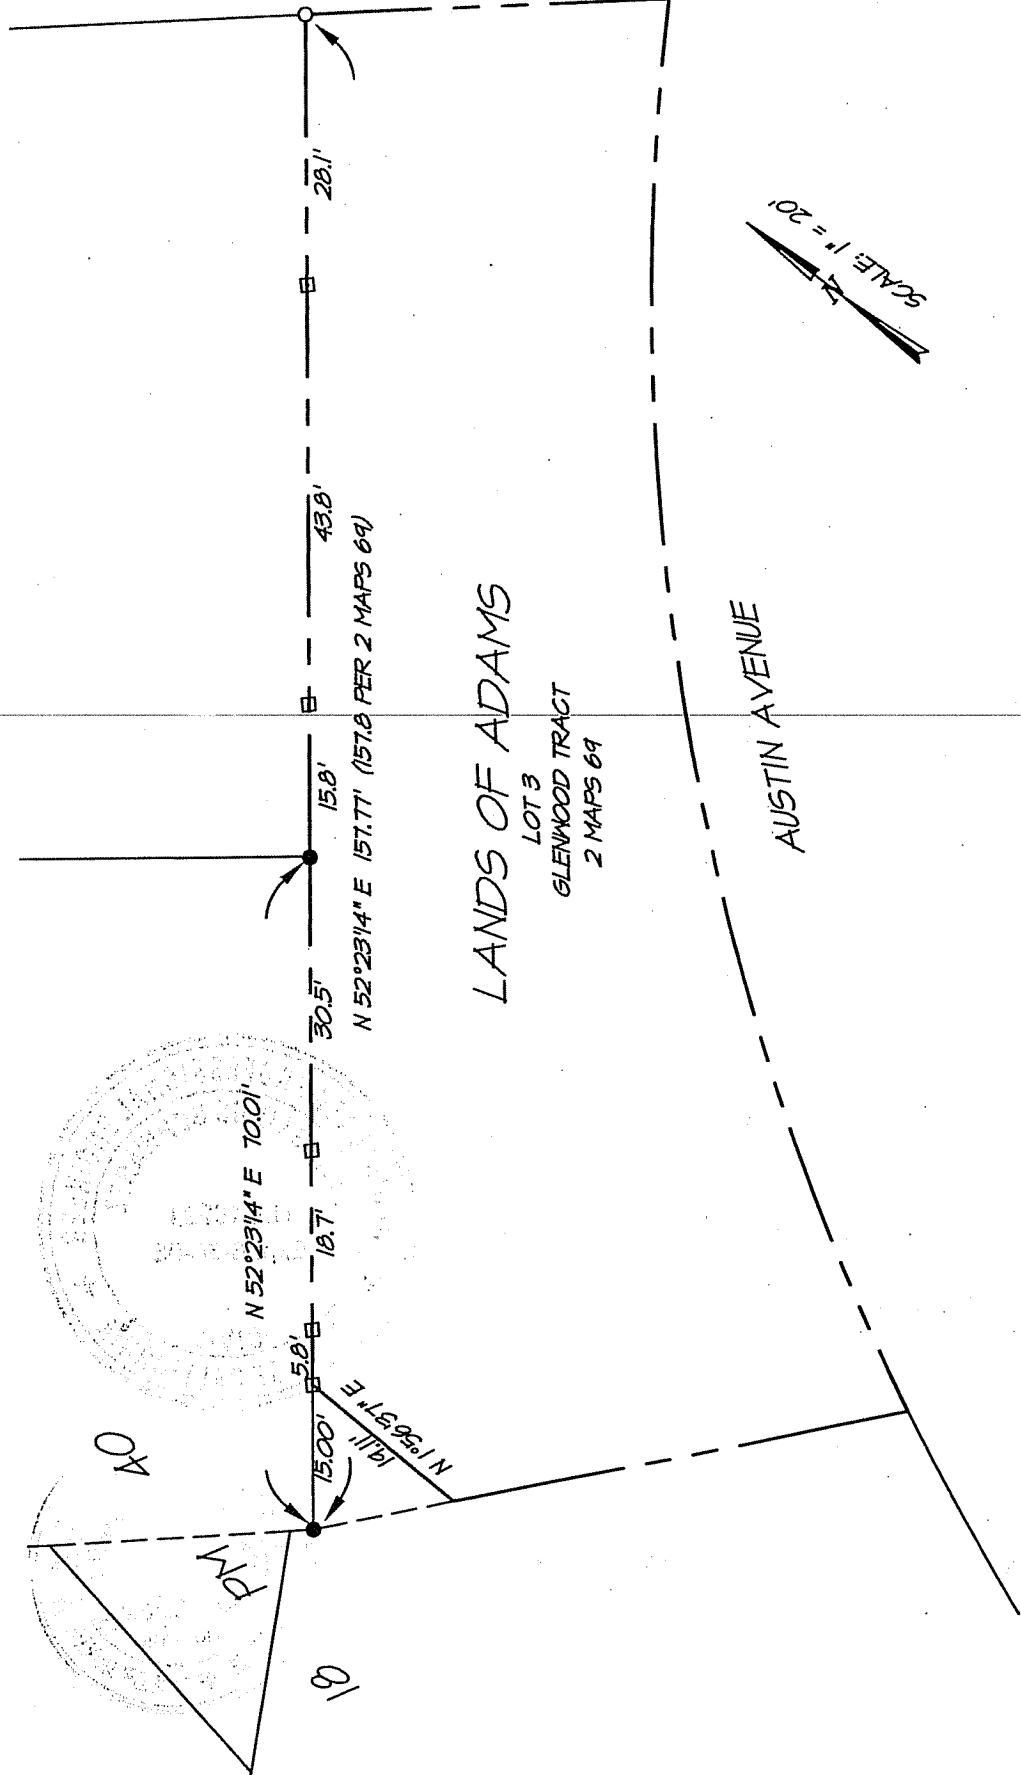 18
PM
40
15.00'
5.8'
18.7'
30.5'
15.8'
43.8'
28.1'
N 52°23'14" E 70.01'
N 52°23'14" E 157.77' (157.8 PER 2 MAPS 69)
N 1°56'37" E
19.11'
LANDS OF ADAMS
LOT 3
GLENWOOD TRACT
2 MAPS 69
AUSTIN AVENUE
N
SCALE: 1" = 20'